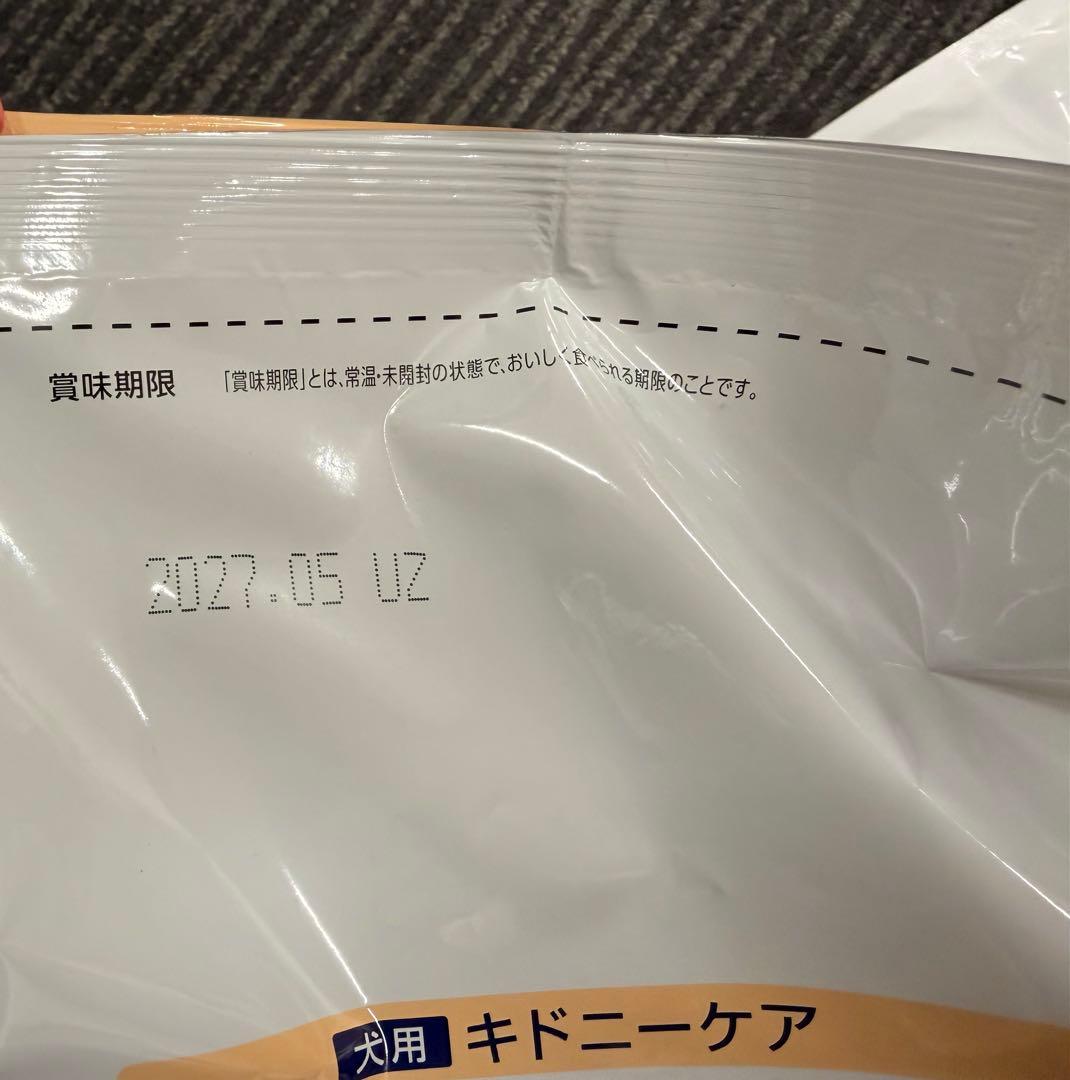 賞味期限 「賞味期限」とは、常温・未開封の状態で、おいしく食べられる期限のことです。
2027.05 UZ
犬用 キドニーケア